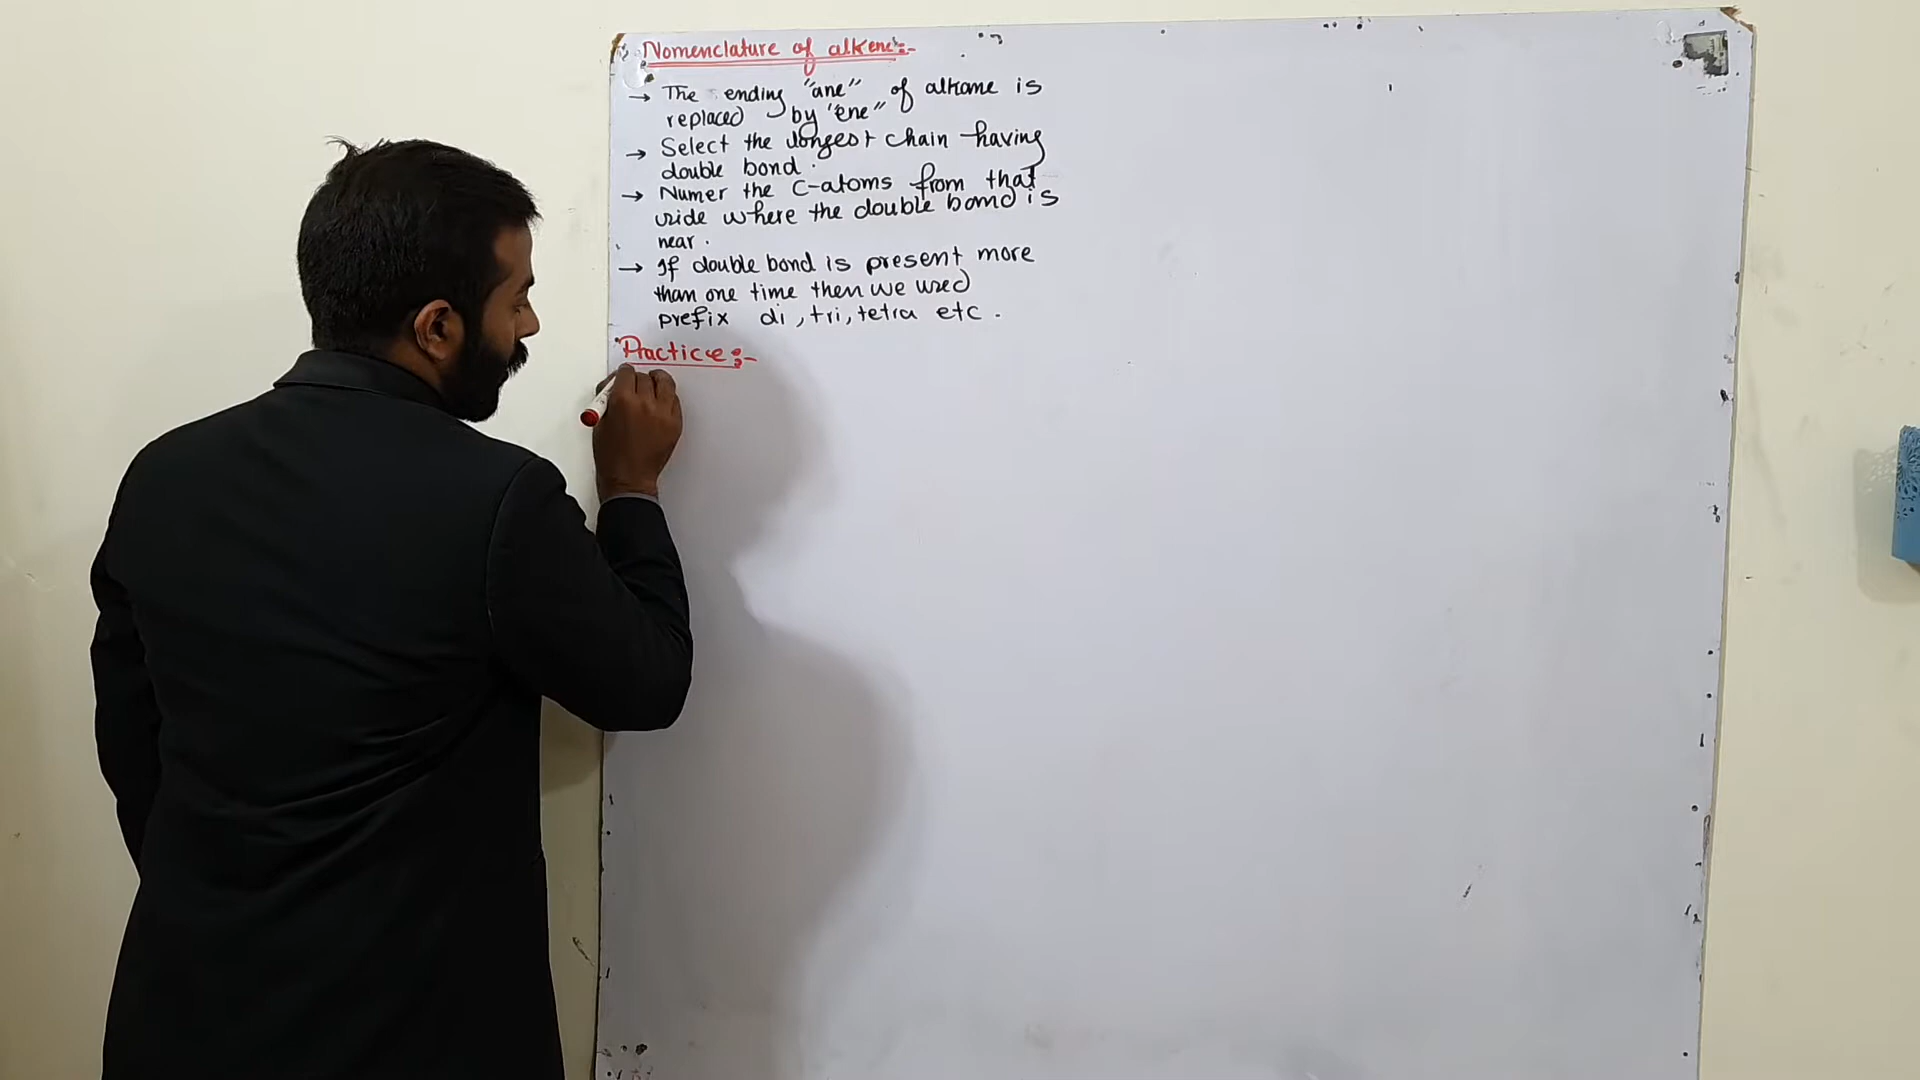 Nomenclature of alkene:-
→ The ending "ane" of alkane is
replaced by "ene"
→ Select the longest chain having
double bond.
→ Numer the C-atoms from that
side where the double bond is
near.
→ If double bond is present more
than one time then we used
prefix di, tri, tetra etc.
Practice:-